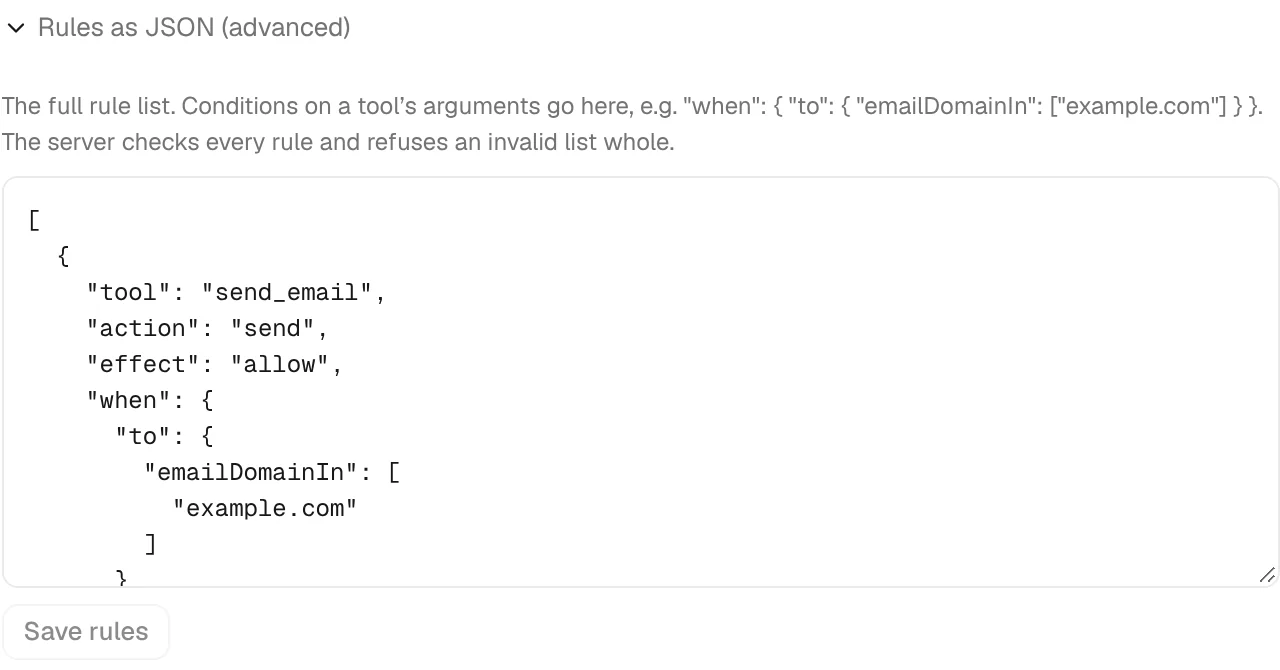 Rules as JSON (advanced)
The full rule list. Conditions on a tool’s arguments go here, e.g. "when": { "to": { "emailDomainIn": ["example.com"] } }.
The server checks every rule and refuses an invalid list whole.
[
  {
    "tool": "send_email",
    "action": "send",
    "effect": "allow",
    "when": {
      "to": {
        "emailDomainIn": [
          "example.com"
        ]
      }
Save rules